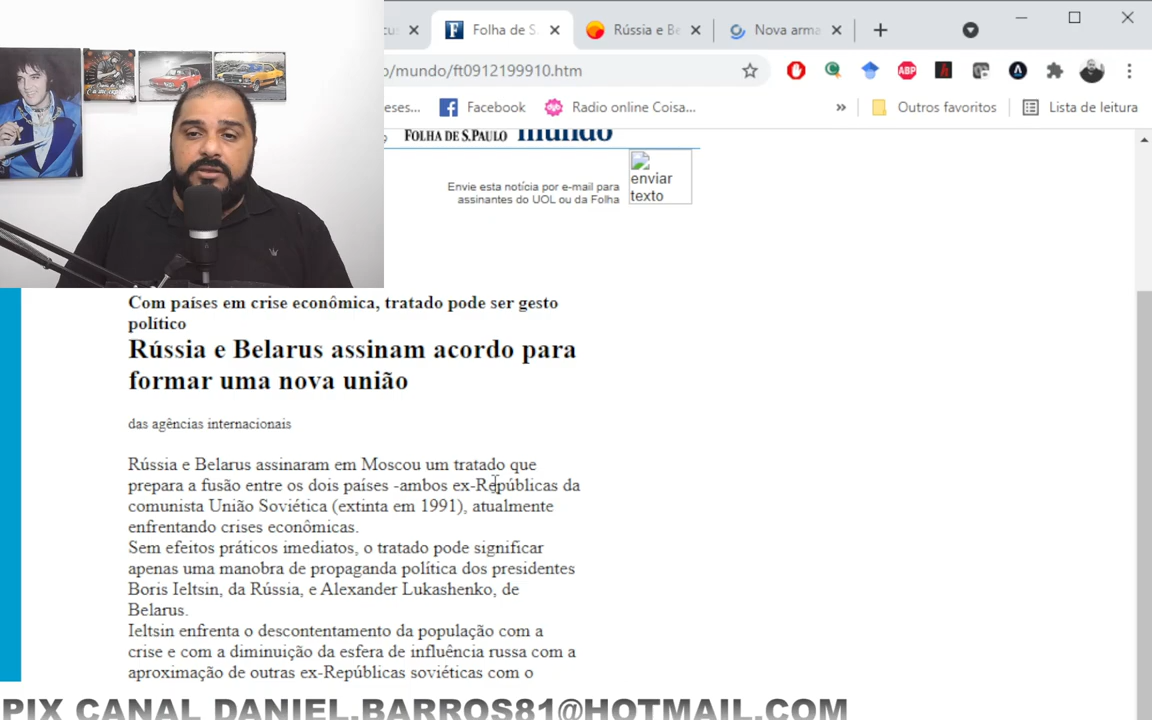 Folha de S
Rússia e Be
Nova arma
/mundo/ft0912199910.htm
ABP
eses...
Facebook
Radio online Coisa...
»
Outros favoritos
Lista de leitura
FOLHA DE S.PAULO mundo
Envie esta notícia por e-mail para
assinantes do UOL ou da Folha
enviar
texto
Com países em crise econômica, tratado pode ser gesto
político
Rússia e Belarus assinam acordo para
formar uma nova união
das agências internacionais
Rússia e Belarus assinaram em Moscou um tratado que
prepara a fusão entre os dois países -ambos ex-Repúblicas da
comunista União Soviética (extinta em 1991), atualmente
enfrentando crises econômicas.
Sem efeitos práticos imediatos, o tratado pode significar
apenas uma manobra de propaganda política dos presidentes
Boris Ieltsin, da Rússia, e Alexander Lukashenko, de
Belarus.
Ieltsin enfrenta o descontentamento da população com a
crise e com a diminuição da esfera de influência russa com a
aproximação de outras ex-Repúblicas soviéticas com o
PIX CANAL DANIEL.BARROS81@HOTMAIL.COM